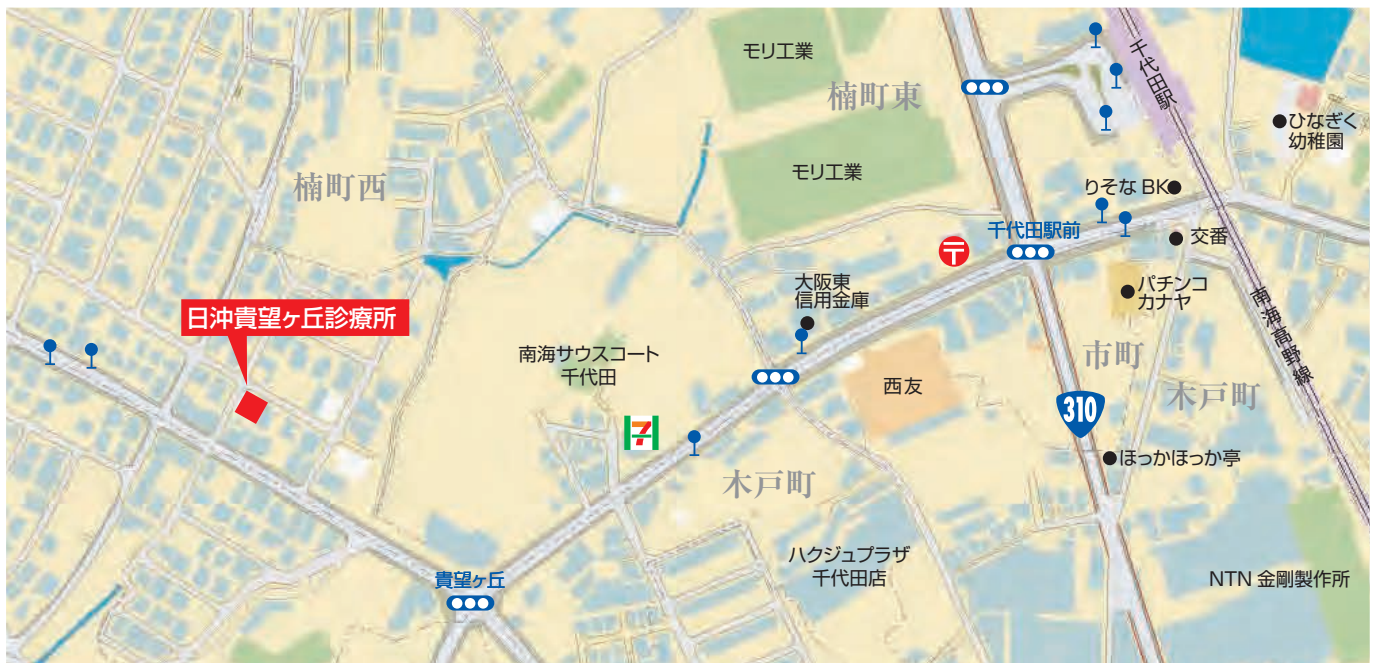 モリ工業
千代田駅
楠町東
ひなぎく
幼稚園
モリ工業
楠町西
りそな BK
千代田駅前
〒
交番
大阪東
信用金庫
パチンコ
カナヤ
南海高野線
日沖貴望ヶ丘診療所
南海サウスコート
千代田
西友
市町
木戸町
310
7
ほっかほっか亭
木戸町
ハクジュプラザ
千代田店
貴望ヶ丘
NTN 金剛製作所